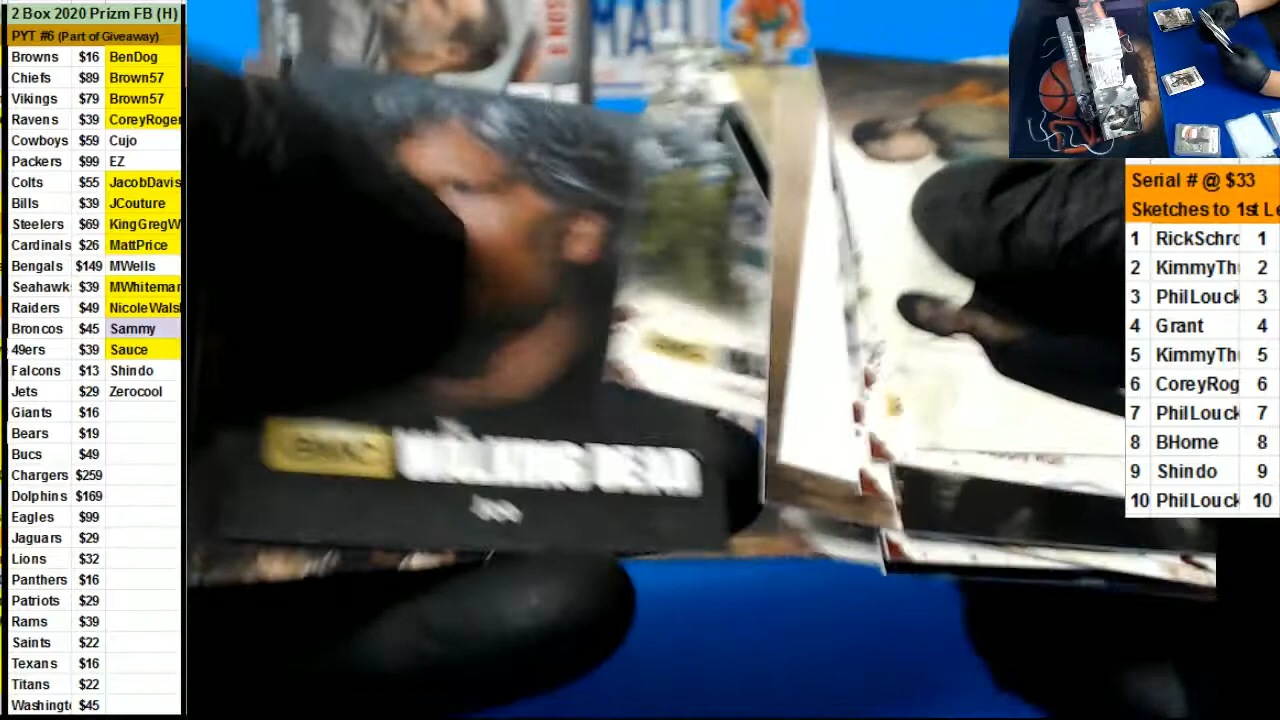 2 Box 2020 Prizm FB (H)
PYT #6 (Part of Giveaway)
Browns $16 BenDog
Chiefs $89 Brown57
Vikings $79 Brown57
Ravens $39 CoreyRoger
Cowboys $59 Cujo
Packers $99 EZ
Colts $55 JacobDavis
Bills $39 JCouture
Steelers $69 KingGregW
Cardinals $26 MattPrice
Bengals $149 MWells
Seahawk $39 MWhiteman
Raiders $49 NicoleWals
Broncos $45 Sammy
49ers $39 Sauce
Falcons $13 Shindo
Jets $29 Zerocool
Giants $16
Bears $19
Bucs $49
Chargers $259
Dolphins $169
Eagles $99
Jaguars $29
Lions $32
Panthers $16
Patriots $29
Rams $39
Saints $22
Texans $16
Titans $22
Washingt $45
AMC WALKING DEAD
Serial # @ $33
Sketches to 1st Le
1 RickSchro 1
2 KimmyTh 2
3 PhilLouck 3
4 Grant 4
5 KimmyTh 5
6 CoreyRog 6
7 PhilLouck 7
8 BHome 8
9 Shindo 9
10 PhilLouck 10